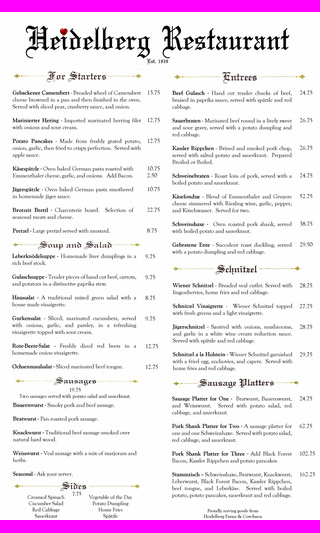 Heidelberg Restaurant
Est. 1938
For Starters
Gebackener Camembert - Breaded wheel of Camembert 13.75
cheese browned in a pan and then finished in the oven.
Served with sliced pear, cranberry sauce, and onion.
Marinierter Hering - Imported marinated herring filet 12.75
with onions and sour cream.
Potato Pancakes - Made from freshly grated potato, 12.75
onion, garlic, then fried to crisp perfection. Served with
apple sauce.
Käsespätzle - Oven baked German pasta roasted with 10.75
Emmenthaler cheese, garlic, and onions. Add Bacon. 2.50
Jägerspätzle - Oven baked German pasta smothered 10.75
in homemade jäger sauce.
Brotzeit Brettl - Charcuterie board. Selection of 22.75
seasonal meats and cheese.
Pretzel - Large pretzel served with mustard. 8.75
Soup and Salad
Leberknödelsuppe - Homemade liver dumplings in a 9.75
rich beef stock.
Gulaschsuppe - Tender pieces of hand cut beef, carrots, 9.25
and potatoes in a distinctive paprika stew.
Haussalat - A traditional mixed green salad with a 8.25
house made vinaigrette.
Gurkensalat - Sliced, marinated cucumbers, served 9.25
with onions, garlic, and parsley, in a refreshing
vinaigrette topped with sour cream.
Rote-Beete-Salat - Freshly diced red beets in a 12.75
homemade onion vinaigrette.
Ochsenmaulsalat - Sliced marinated beef tongue. 12.75
Sausages
19.75
Two sausages served with potato salad and sauerkraut.
Bauernwurst - Smoky pork and beef sausage.
Bratwurst - Pan roasted pork sausage.
Knackwurst - Traditional beef sausage smoked over
natural hard wood.
Weisswurst - Veal sausage with a mix of marjoram and
herbs.
Seasonal - Ask your server.
Sides
7.75
Creamed Spinach Vegetable of the Day
Cucumber Salad Potato Dumpling
Red Cabbage Home Fries
Sauerkraut Spätzle
Entrees
Beef Gulasch - Hand cut tender chucks of beef, 24.75
braised in paprika sauce, served with spätzle and red
cabbage.
Sauerbraten - Marinated beef round in a lively sweet 26.75
and sour gravy, served with a potato dumpling and
red cabbage.
Kassler Rippchen - Brined and smoked pork chop, 26.75
served with salted potato and sauerkraut. Prepared
Broiled or Boiled.
Schweinebraten - Roast loin of pork, served with a 24.75
boiled potato and sauerkraut.
Käsefondue - Blend of Emmenthaler and Gruyere 52.75
cheese simmered with Riesling wine, garlic, pepper,
and Kirschwasser. Served for two.
Schweinshaxe - Oven roasted pork shank, served 38.75
with boiled potato and sauerkraut.
Gebratene Ente - Succulent roast duckling, served 29.50
with a potato dumpling and red cabbage.
Schnitzel
Wiener Schnitzel - Breaded veal cutlet. Served with 28.75
lingonberries, home fries and red cabbage.
Schnitzel Vinaigrette - Wiener Schnitzel topped 27.75
with fresh greens and a light vinaigrette.
Jägerschnitzel - Sautéed with onions, mushrooms, 28.75
and garlic in a white wine cream reduction sauce.
Served with spätzle and red cabbage.
Schnitzel a la Holstein - Wiener Schnitzel garnished 29.75
with a fried egg, anchovies, and capers. Served with
home fries and red cabbage.
Sausage Platters
Sausage Platter for One - Bratwurst, Bauernwurst, 24.75
and Weisswurst. Served with potato salad, red
cabbage, and sauerkraut.
Pork Shank Platter for Two - A sausage platter for 62.75
one and one Schweinshaxe. Served with potato salad,
red cabbage, and sauerkraut.
Pork Shank Platter for Three - Add Black Forest 102.75
Bacon, Kassler Rippchen and potato pancakes.
Stammtisch - Schweinshaxe, Bratwurst, Knackwurst, 162.25
Leberwurst, Black Forest Bacon, Kassler Rippchen,
beef tongue, and Leberkäse. Served with boiled
potato, potato pancakes, sauerkraut and red cabbage.
Proudly serving goods from:
Heidelberg Farms &